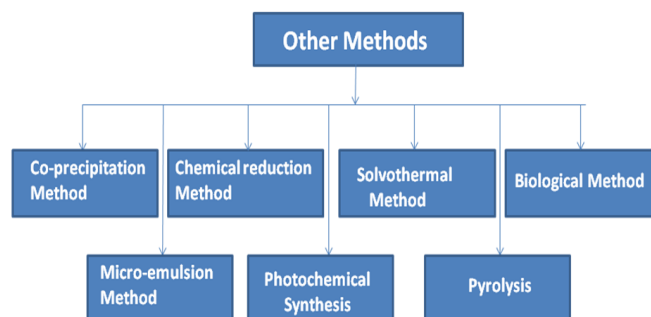 Other Methods
Co-precipitation
Method
Chemical reduction
Method
Solvothermal
Method
Biological Method
Micro-emulsion
Method
Photochemical
Synthesis
Pyrolysis